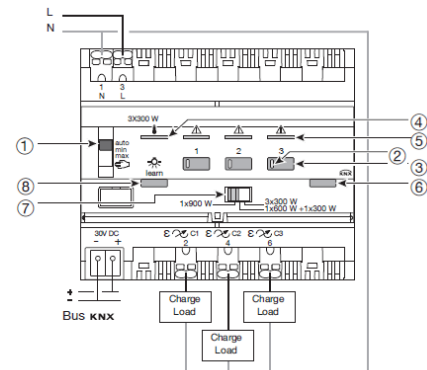 L
N
1 3
N L
3X300 W
④
⑤
①
auto
min
max
1 2 3
②
③
learn
KNX
⑧
⑥
⑦
1x900 W
3x300 W
1x600 W +1x300 W
30V DC
- +
C1 C2 C3
2 4 6
+
-
Bus KNX
Charge
Load
Charge
Load
Charge
Load